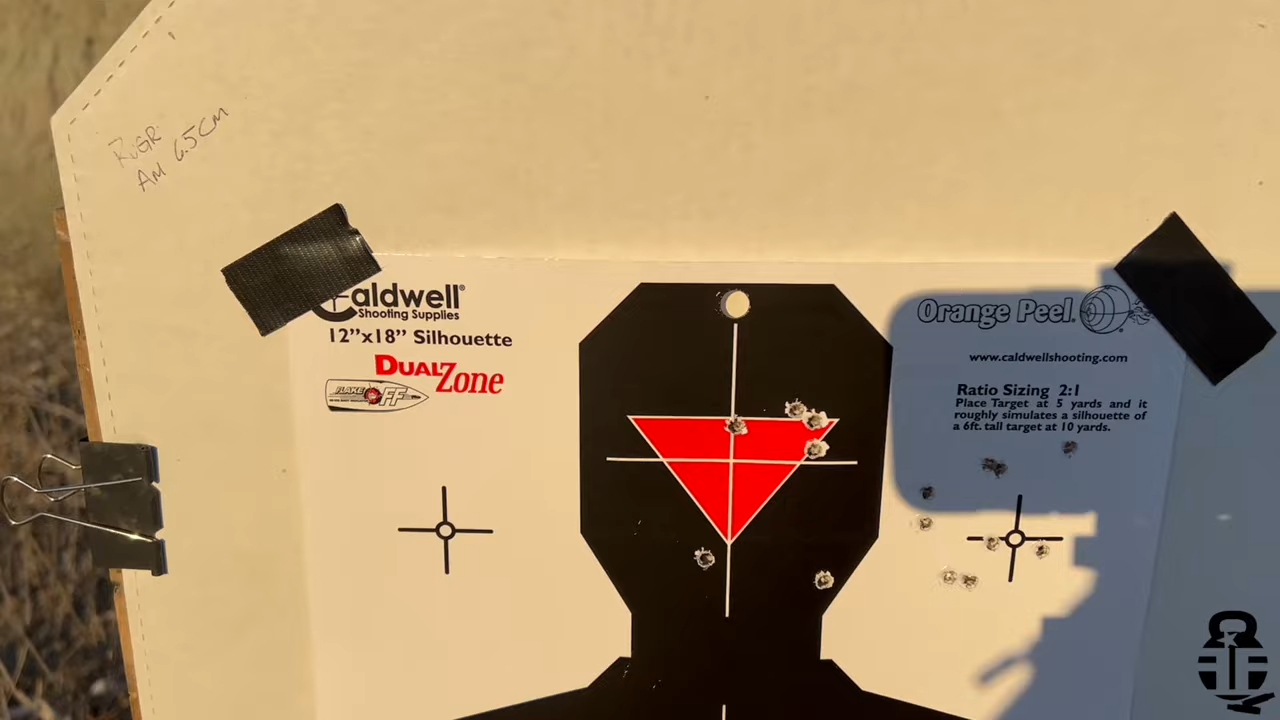 RUGR
AM 6.5CM
Caldwell®
Shooting Supplies
12”x18” Silhouette
DUALZone
FLAKE OFF
Orange Peel®
www.caldwellshooting.com
Ratio Sizing 2:1
Place Target at 5 yards and it
roughly simulates a silhouette of
a 6ft. tall target at 10 yards.